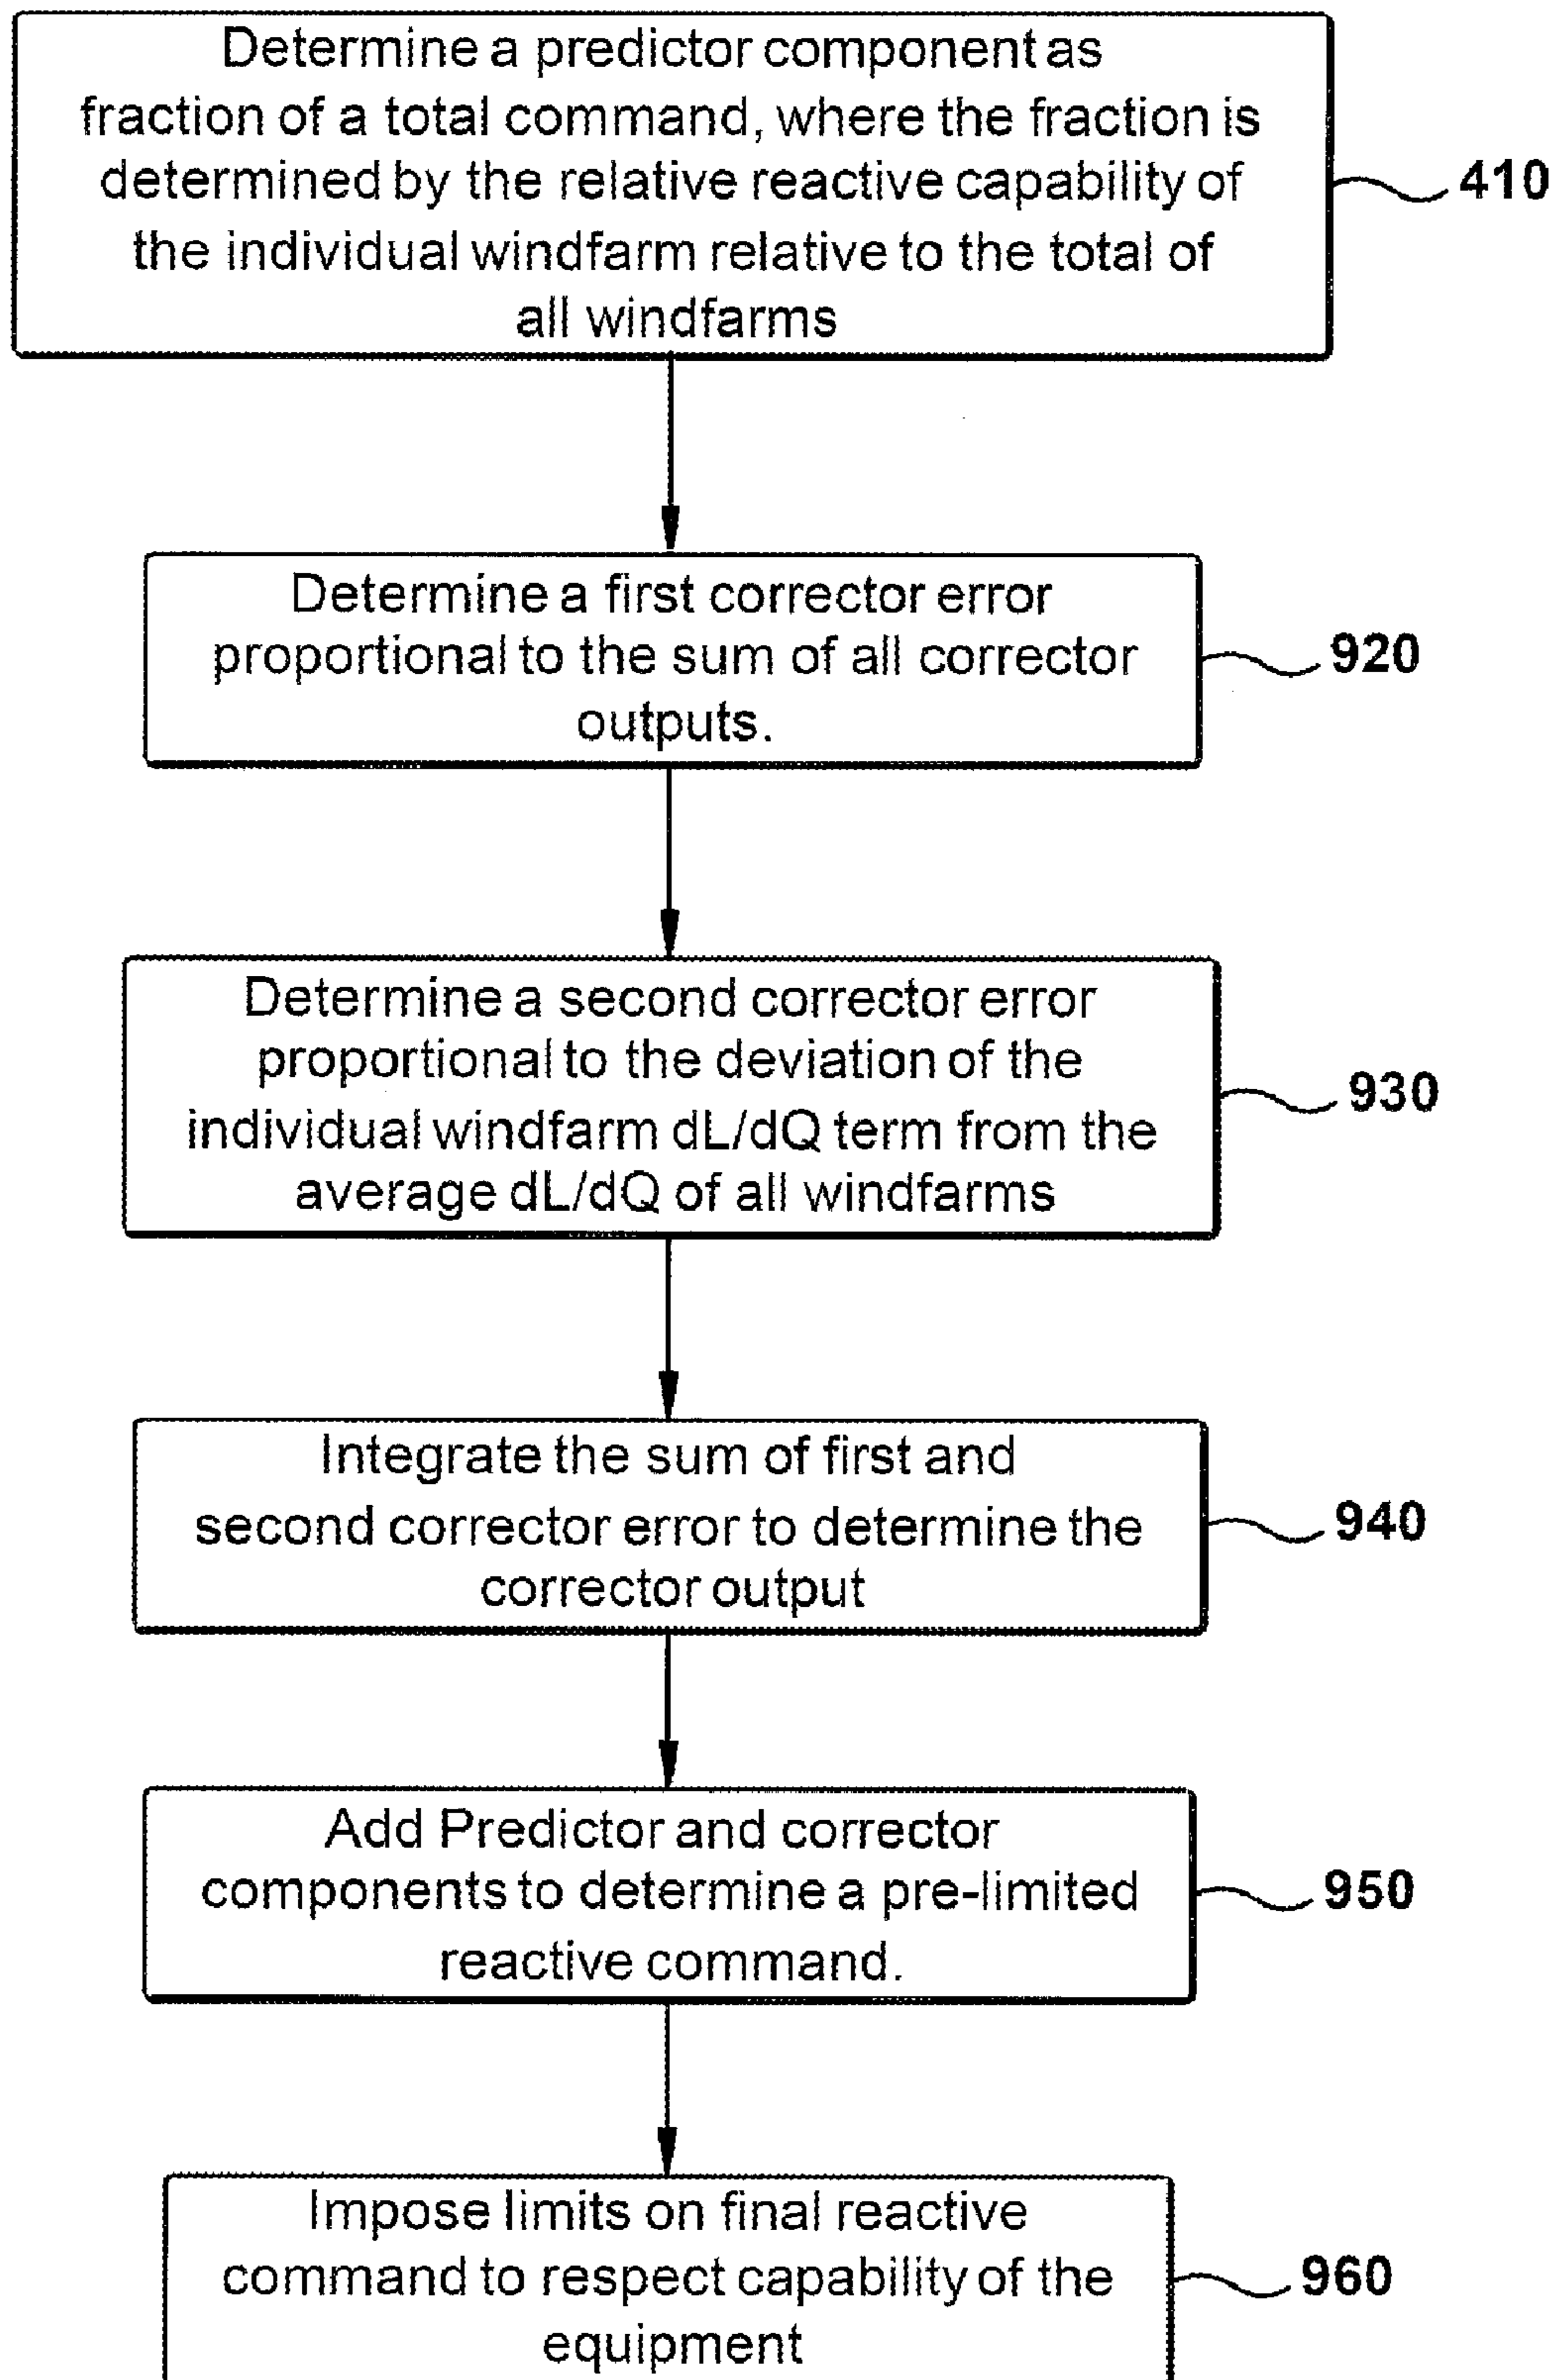 Determine a predictor component as
fraction of a total command, where the fraction is
determined by the relative reactive capability of
the individual windfarm relative to the total of
all windfarms
410
Determine a first corrector error
proportional to the sum of all corrector
outputs.
920
Determine a second corrector error
proportional to the deviation of the
individual windfarm dL/dQ term from the
average dL/dQ of all windfarms
930
Integrate the sum of first and
second corrector error to determine the
corrector output
940
Add Predictor and corrector
components to determine a pre-limited
reactive command.
950
Impose limits on final reactive
command to respect capability of the
equipment
960